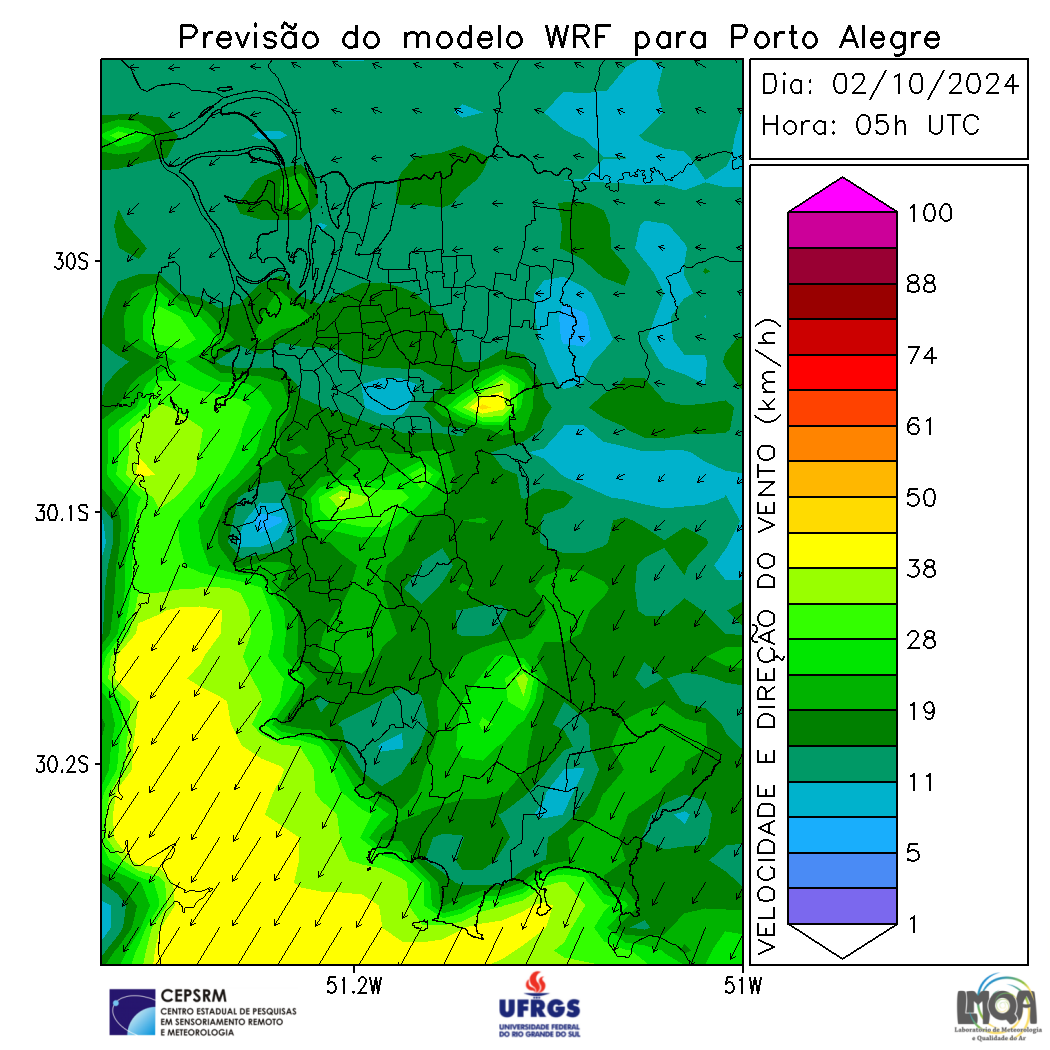 Previsão do modelo WRF para Porto Alegre
Dia: 02/10/2024
Hora: 05h UTC
30S
30.1S
30.2S
51.2W
51W
VELOCIDADE E DIREÇÃO DO VENTO (km/h)
100
88
74
61
50
38
28
19
11
5
1
CEPSRM
CENTRO ESTADUAL DE PESQUISAS
EM SENSORIAMENTO REMOTO
E METEOROLOGIA
UFRGS
UNIVERSIDADE FEDERAL
DO RIO GRANDE DO SUL
LMQA
Laboratório de Meteorologia
e Qualidade do Ar